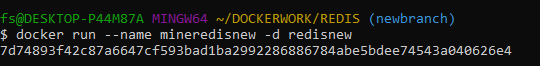 fs@DESKTOP-P44M87A MINGW64 ~/DOCKERWORK/REDIS (newbranch)
$ docker run --name mineredisnew -d redisnew
7d74893f42c87a6647cf593bad1ba2992286886784abe5bdee74543a040626e4